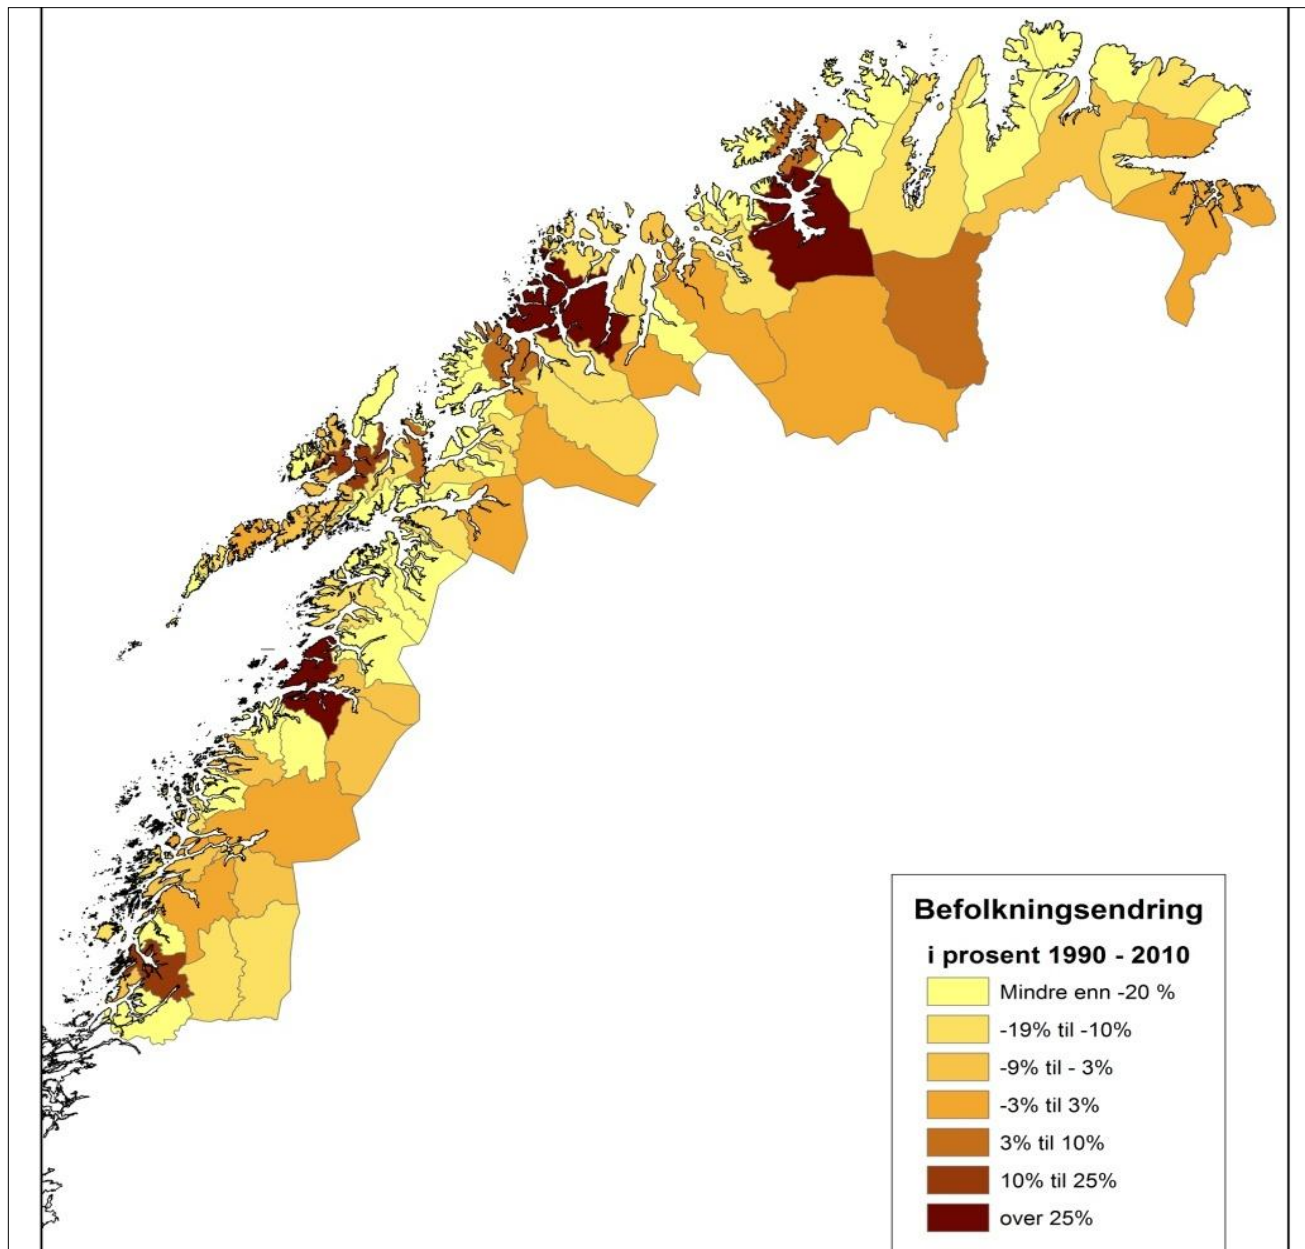 Befolkningsendring
i prosent 1990 - 2010
Mindre enn -20 %
-19% til -10%
-9% til - 3%
-3% til 3%
3% til 10%
10% til 25%
over 25%